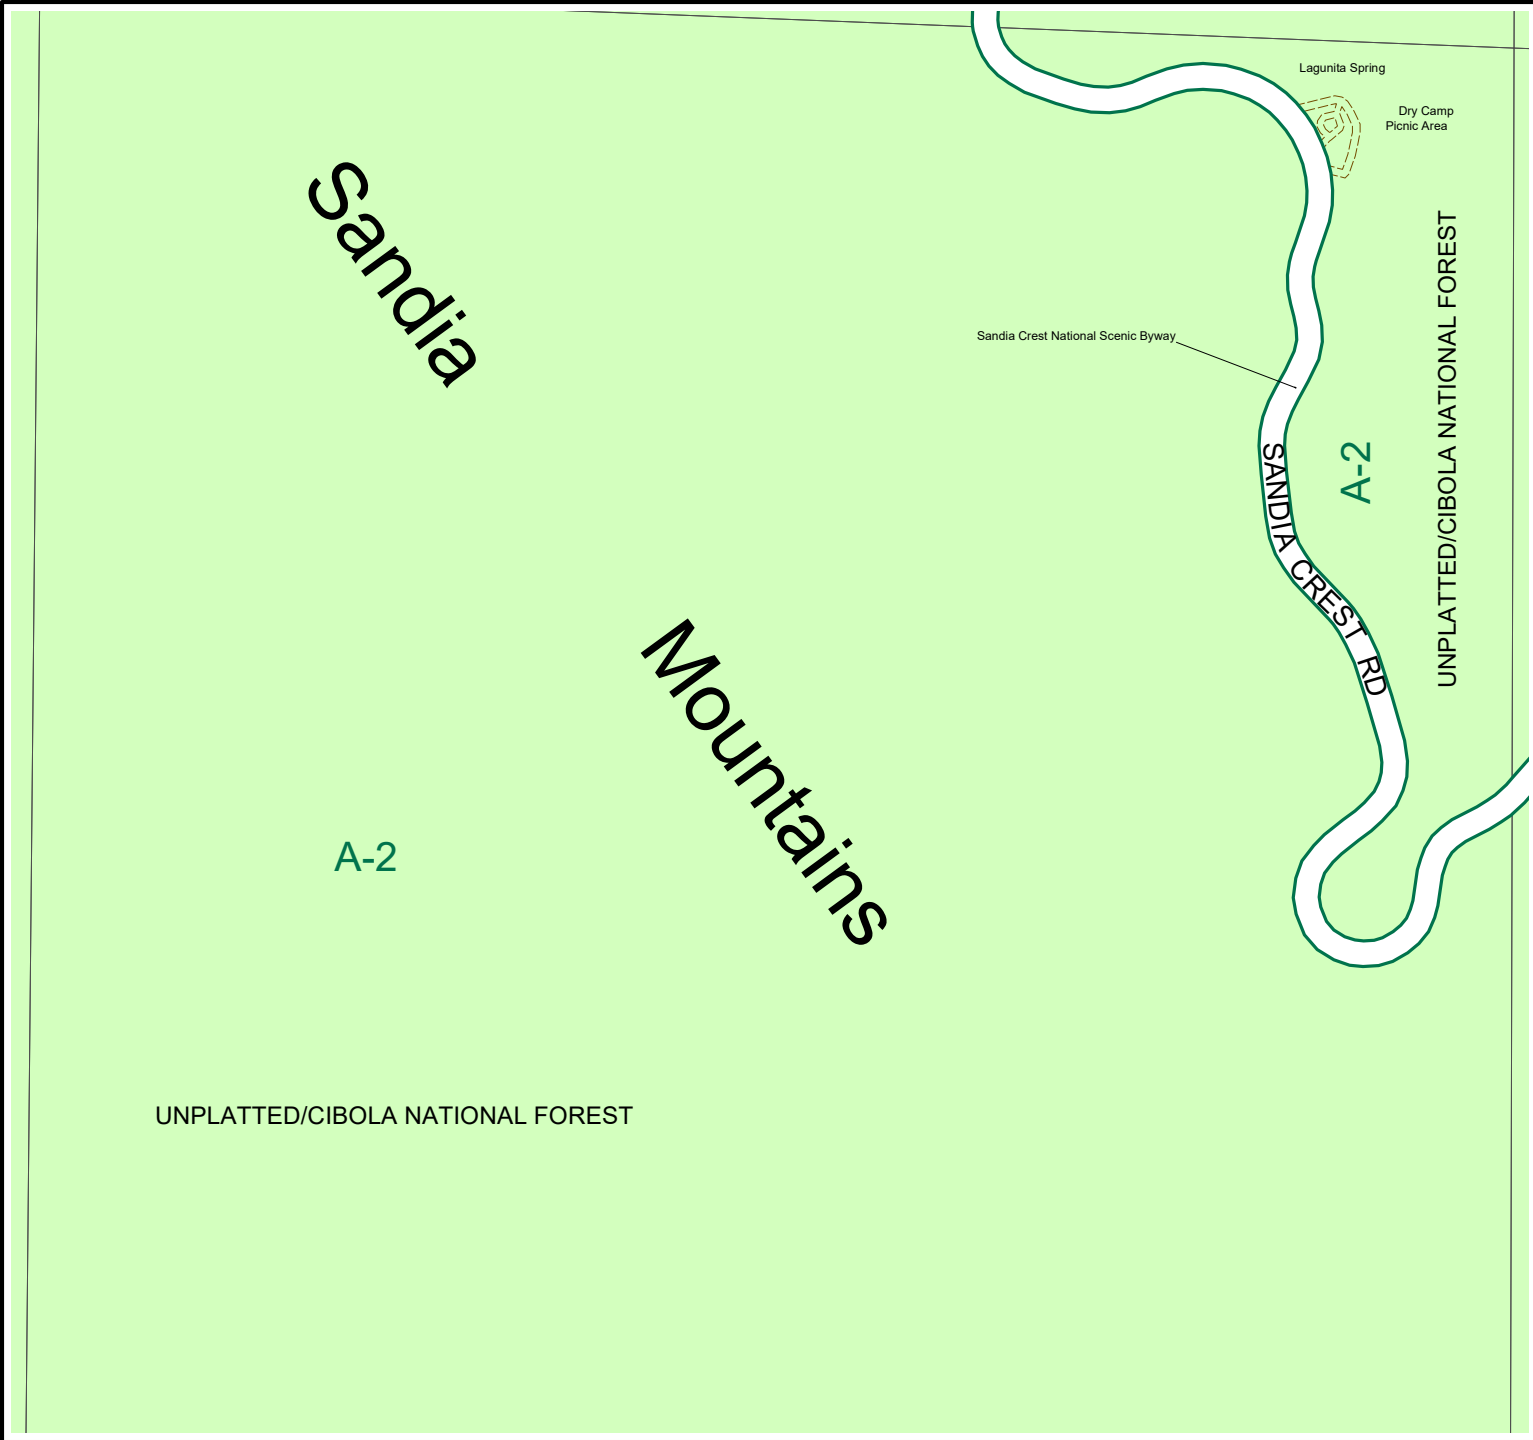 Lagunita Spring
Dry Camp
Picnic Area
Sandia
UNPLATTED/CIBOLA NATIONAL FOREST
Sandia Crest National Scenic Byway
A-2
SANDIA CREST RD
Mountains
A-2
UNPLATTED/CIBOLA NATIONAL FOREST